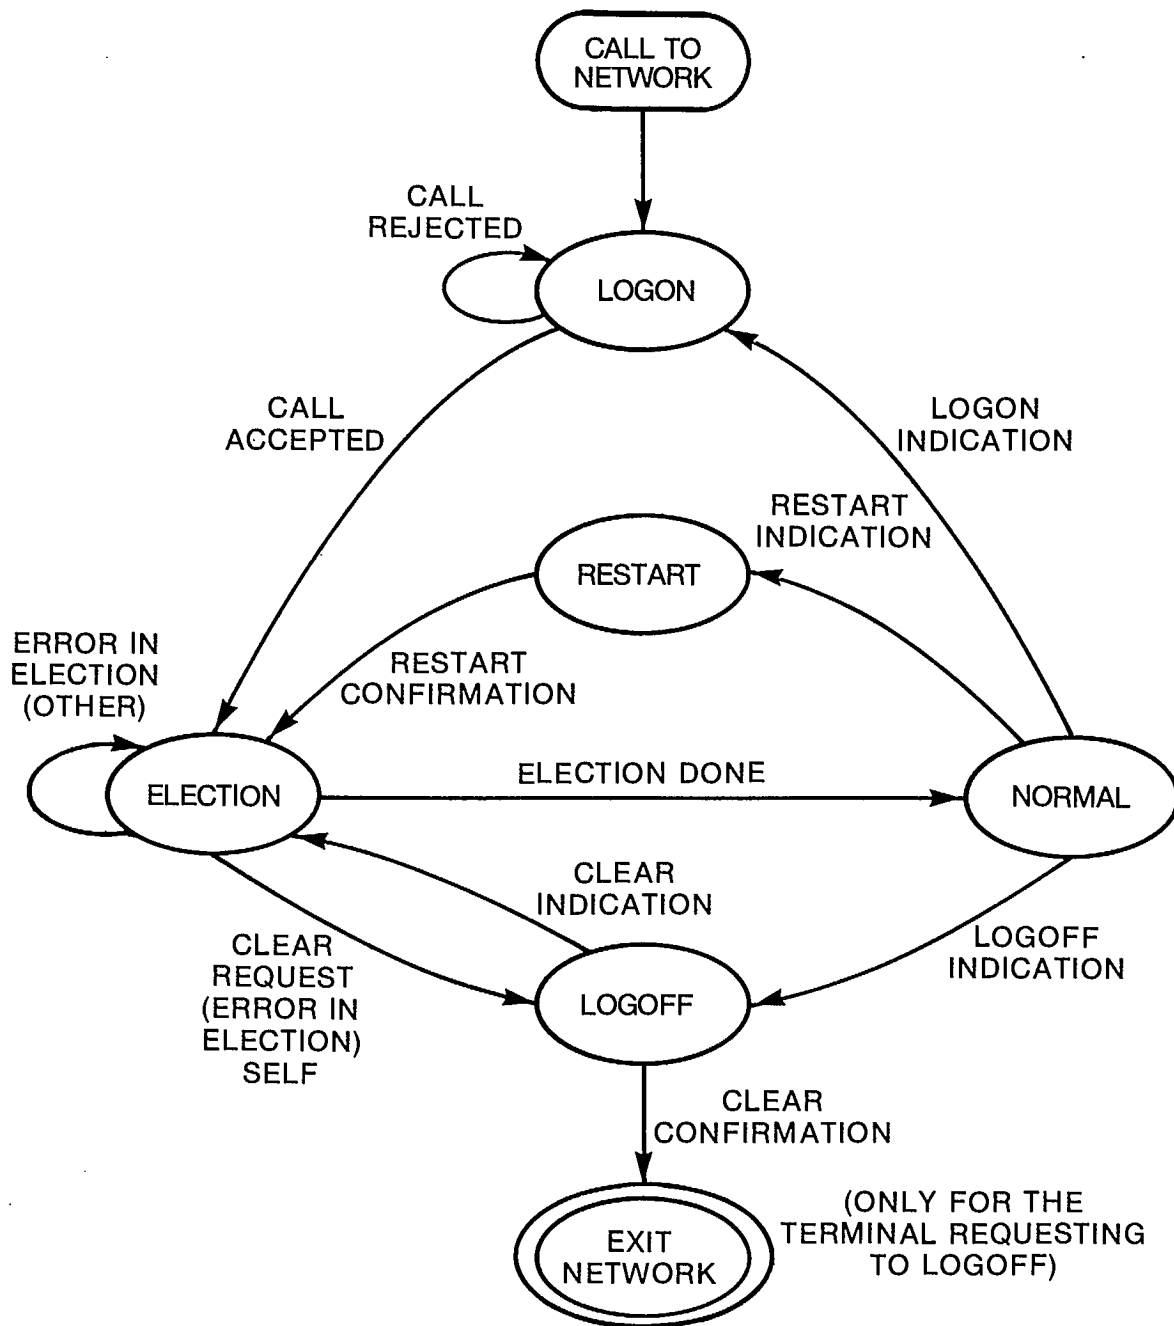 CALL TO
NETWORK
CALL
REJECTED
LOGON
CALL
ACCEPTED
LOGON
INDICATION
RESTART
INDICATION
RESTART
ERROR IN
ELECTION
(OTHER)
RESTART
CONFIRMATION
ELECTION DONE
ELECTION
NORMAL
CLEAR
INDICATION
CLEAR
REQUEST
(ERROR IN
ELECTION)
SELF
LOGOFF
INDICATION
LOGOFF
CLEAR
CONFIRMATION
EXIT
NETWORK
(ONLY FOR THE
TERMINAL REQUESTING
TO LOGOFF)